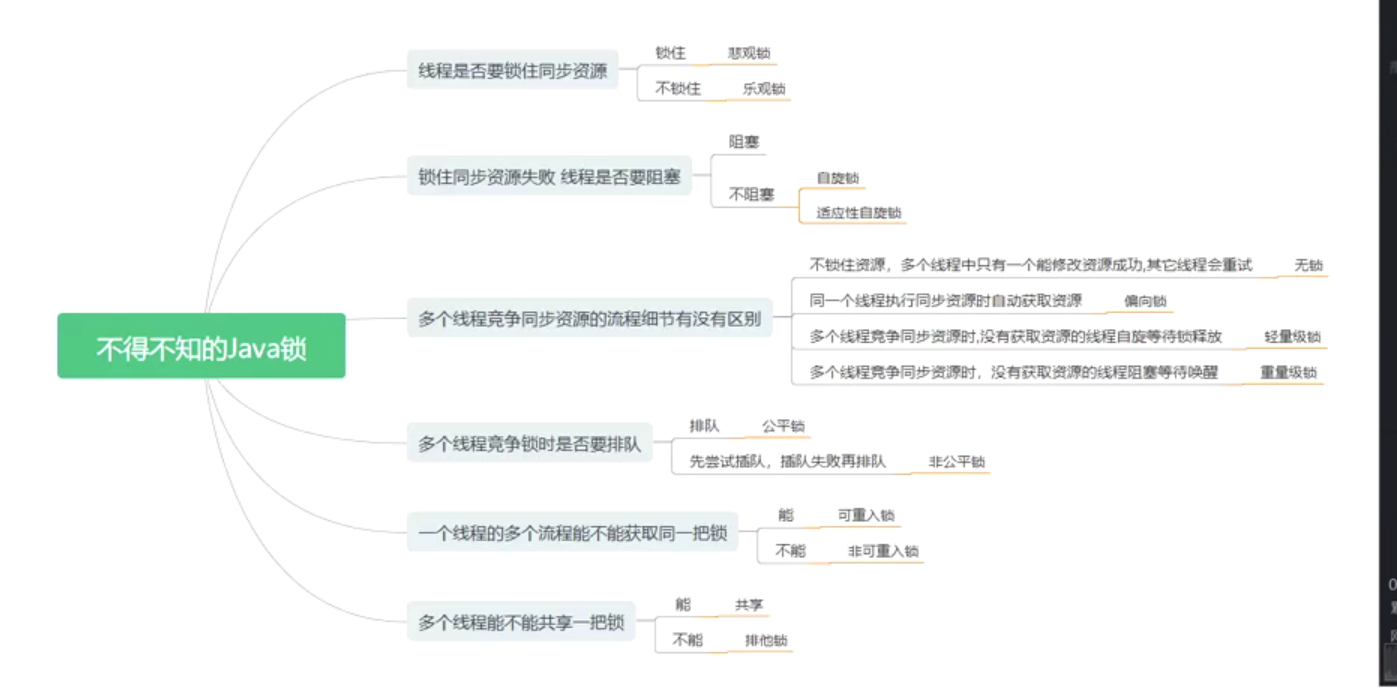 不得不知的Java锁
线程是否要锁住同步资源
锁住
悲观锁
不锁住
乐观锁
锁住同步资源失败 线程是否要阻塞
阻塞
不阻塞
自旋锁
适应性自旋锁
多个线程竞争同步资源的流程细节有没有区别
不锁住资源，多个线程中只有一个能修改资源成功,其它线程会重试
无锁
同一个线程执行同步资源时自动获取资源
偏向锁
多个线程竞争同步资源时,没有获取资源的线程自旋等待锁释放
轻量级锁
多个线程竞争同步资源时，没有获取资源的线程阻塞等待唤醒
重量级锁
多个线程竞争锁时是否要排队
排队
公平锁
先尝试插队，插队失败再排队
非公平锁
一个线程的多个流程能不能获取同一把锁
能
可重入锁
不能
非可重入锁
多个线程能不能共享一把锁
能
共享
不能
排他锁